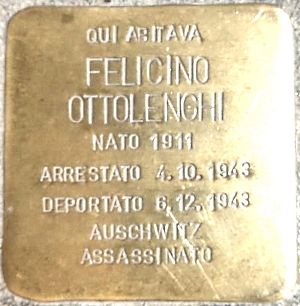 QUI ABITAVA
FELICINO
OTTOLENGHI
NATO 1911
ARRESTATO 4.10.1943
DEPORTATO 6.12.1943
AUSCHWITZ
ASSASSINATO